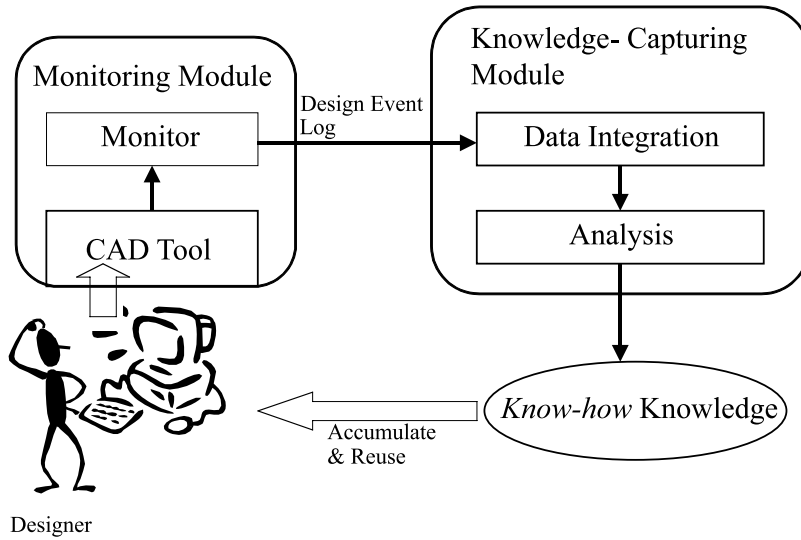 Monitoring Module
Monitor
CAD Tool
Design Event
Log
Knowledge- Capturing
Module
Data Integration
Analysis
Know-how Knowledge
Accumulate
& Reuse
Designer